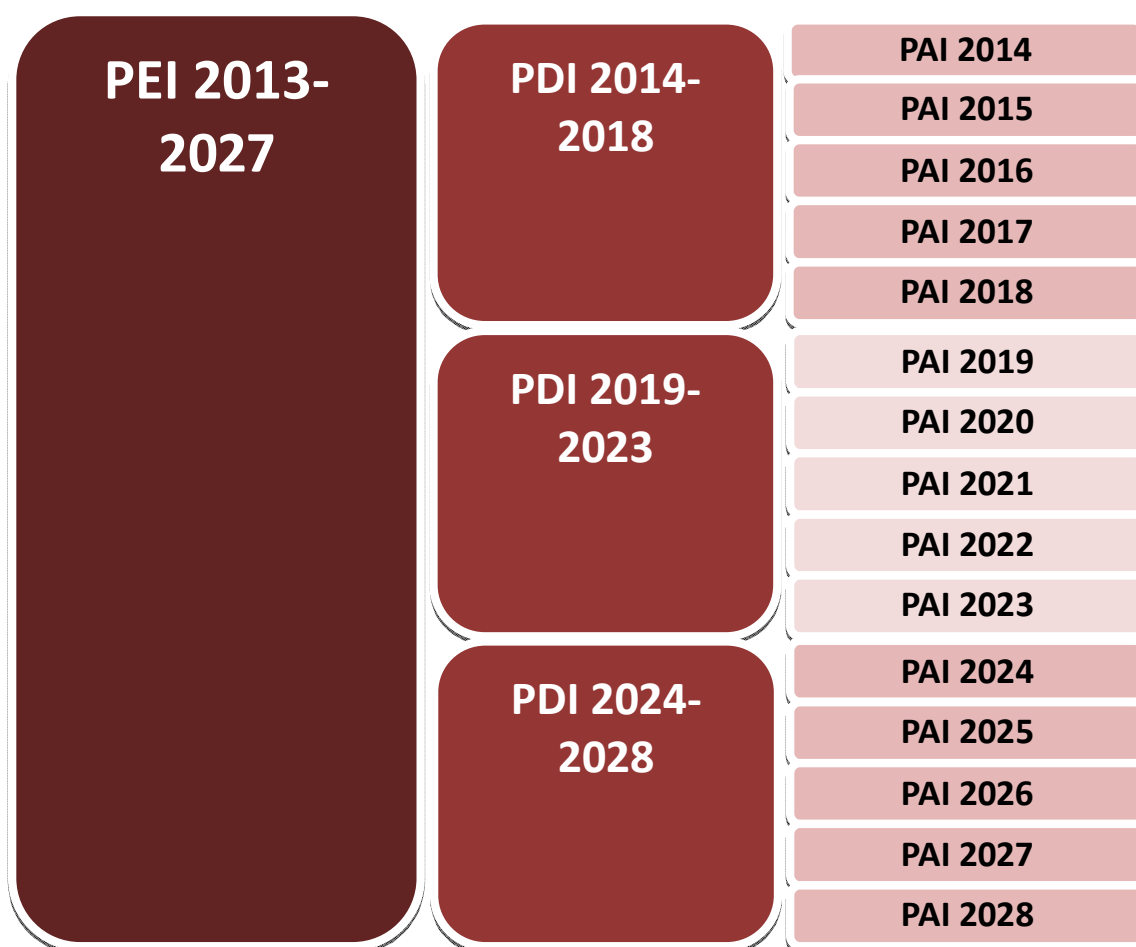 PEI 2013-
2027
PDI 2014-
2018
PAI 2014
PAI 2015
PAI 2016
PAI 2017
PAI 2018
PDI 2019-
2023
PAI 2019
PAI 2020
PAI 2021
PAI 2022
PAI 2023
PDI 2024-
2028
PAI 2024
PAI 2025
PAI 2026
PAI 2027
PAI 2028